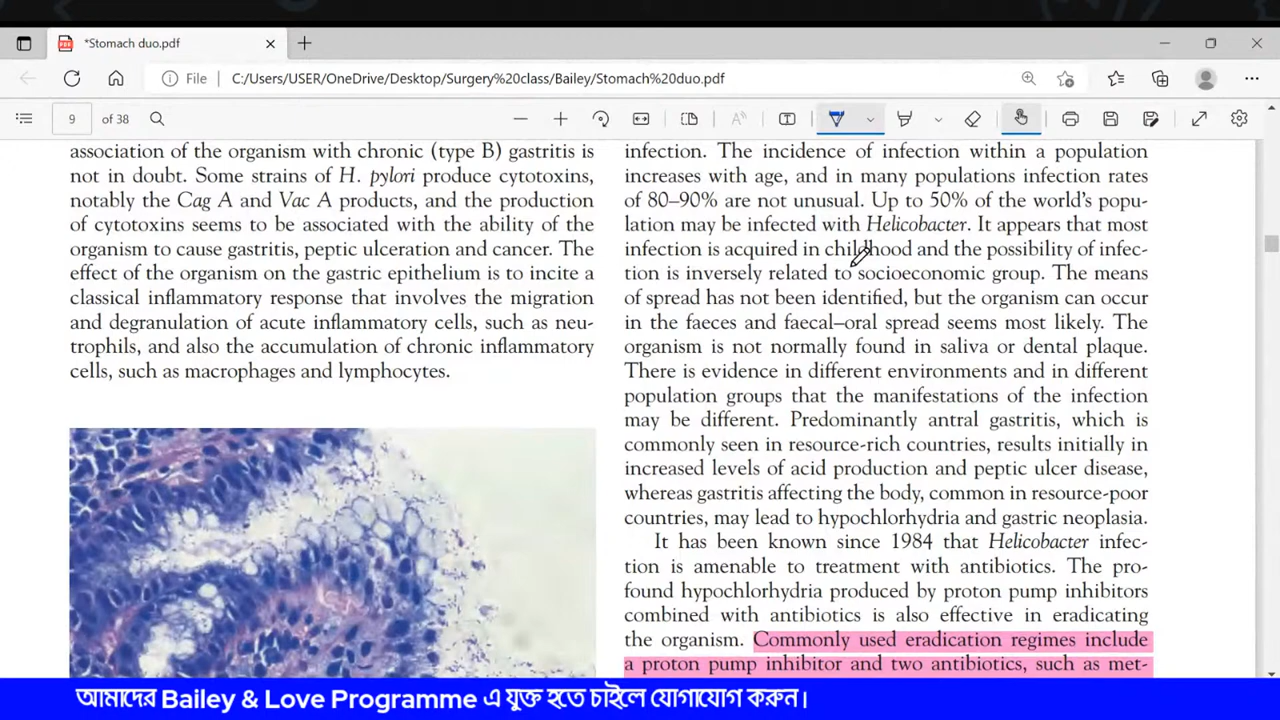 *Stomach duo.pdf
File
C:/Users/USER/OneDrive/Desktop/Surgery%20class/Bailey/Stomach%20duo.pdf
9 of 38
association of the organism with chronic (type B) gastritis is
not in doubt. Some strains of H. pylori produce cytotoxins,
notably the Cag A and Vac A products, and the production
of cytotoxins seems to be associated with the ability of the
organism to cause gastritis, peptic ulceration and cancer. The
effect of the organism on the gastric epithelium is to incite a
classical inflammatory response that involves the migration
and degranulation of acute inflammatory cells, such as neu-
trophils, and also the accumulation of chronic inflammatory
cells, such as macrophages and lymphocytes.
infection. The incidence of infection within a population
increases with age, and in many populations infection rates
of 80–90% are not unusual. Up to 50% of the world's popu-
lation may be infected with Helicobacter. It appears that most
infection is acquired in childhood and the possibility of infec-
tion is inversely related to socioeconomic group. The means
of spread has not been identified, but the organism can occur
in the faeces and faecal–oral spread seems most likely. The
organism is not normally found in saliva or dental plaque.
There is evidence in different environments and in different
population groups that the manifestations of the infection
may be different. Predominantly antral gastritis, which is
commonly seen in resource-rich countries, results initially in
increased levels of acid production and peptic ulcer disease,
whereas gastritis affecting the body, common in resource-poor
countries, may lead to hypochlorhydria and gastric neoplasia.
It has been known since 1984 that Helicobacter infec-
tion is amenable to treatment with antibiotics. The pro-
found hypochlorhydria produced by proton pump inhibitors
combined with antibiotics is also effective in eradicating
the organism. Commonly used eradication regimes include
a proton pump inhibitor and two antibiotics, such as met-
আমাদের Bailey & Love Programme এ যুক্ত হতে চাইলে যোগাযোগ করুন।